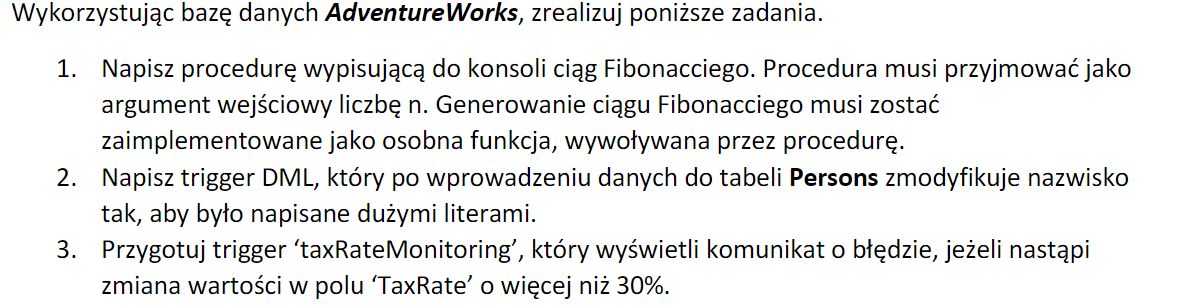 Wykorzystując bazę danych AdventureWorks, zrealizuj poniższe zadania.
1. Napisz procedurę wypisującą do konsoli ciąg Fibonacciego. Procedura musi przyjmować jako
argument wejściowy liczbę n. Generowanie ciągu Fibonacciego musi zostać
zaimplementowane jako osobna funkcja, wywoływana przez procedurę.
2. Napisz trigger DML, który po wprowadzeniu danych do tabeli Persons zmodyfikuje nazwisko
tak, aby było napisane dużymi literami.
3. Przygotuj trigger ‘taxRateMonitoring’, który wyświetli komunikat o błędzie, jeżeli nastąpi
zmiana wartości w polu ‘TaxRate’ o więcej niż 30%.